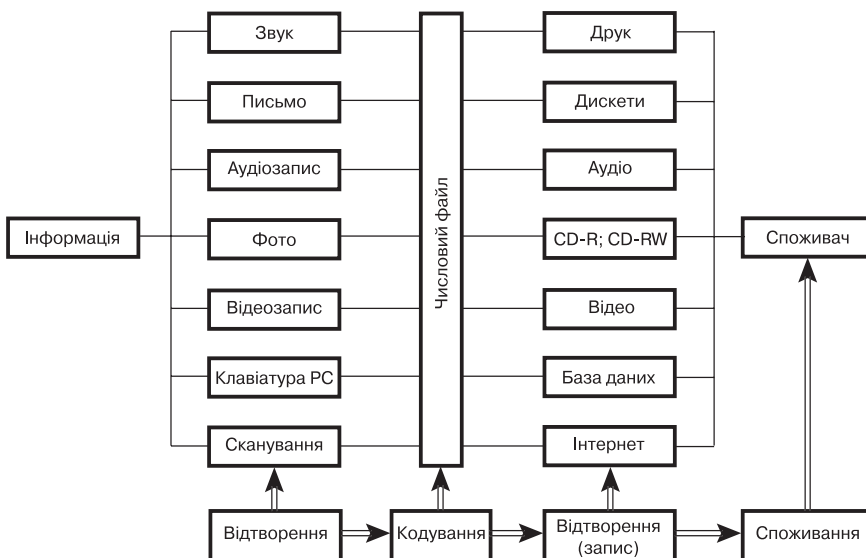 Звук
Друк
Письмо
Дискети
Аудіозапис
Аудіо
Інформація
Фото
Числовий файл
CD-R; CD-RW
Споживач
Відеозапис
Відео
Клавіатура PC
База даних
Сканування
Інтернет
Відтворення
Кодування
Відтворення
(запис)
Споживання